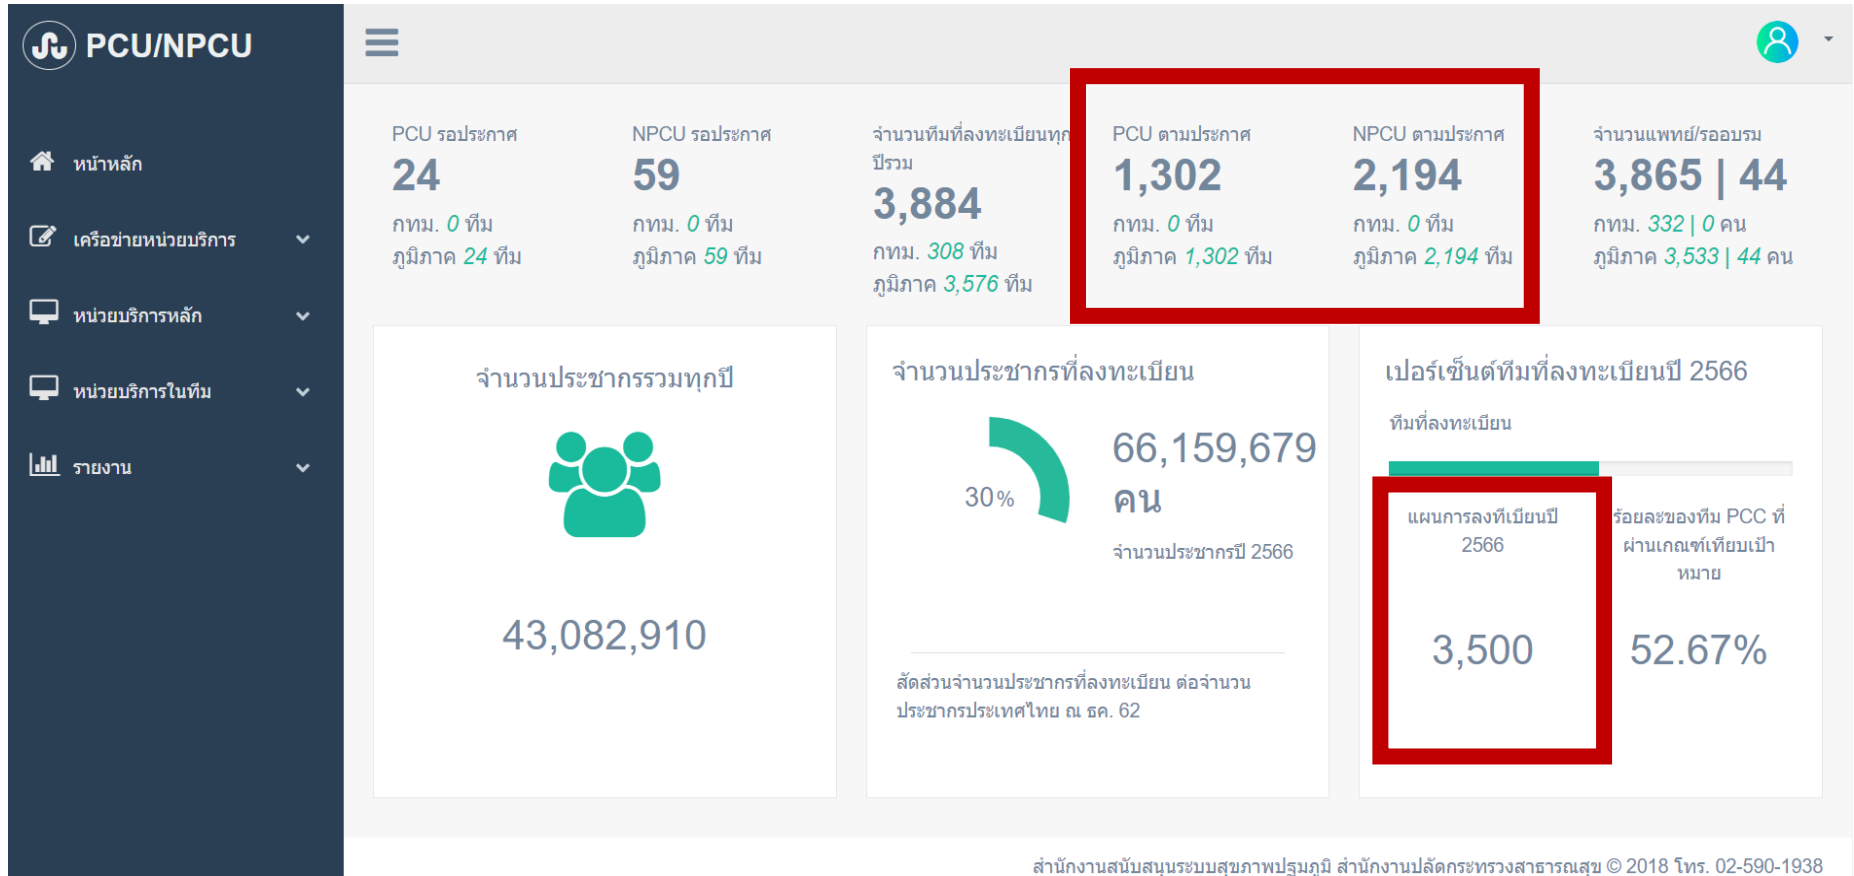 PCU/NPCU
หน้าหลัก
เครือข่ายหน่วยบริการ
หน่วยบริการหลัก
หน่วยบริการในทีม
รายงาน
PCU รอประกาศ
24
กทม. 0 ทีม
ภูมิภาค 24 ทีม
NPCU รอประกาศ
59
กทม. 0 ทีม
ภูมิภาค 59 ทีม
จำนวนทีมที่ลงทะเบียนทุก
ปีรวม
3,884
กทม. 308 ทีม
ภูมิภาค 3,576 ทีม
PCU ตามประกาศ
1,302
กทม. 0 ทีม
ภูมิภาค 1,302 ทีม
NPCU ตามประกาศ
2,194
กทม. 0 ทีม
ภูมิภาค 2,194 ทีม
จำนวนแพทย์/รออบรม
3,865 | 44
กทม. 332 | 0 คน
ภูมิภาค 3,533 | 44 คน
จำนวนประชากรรวมทุกปี
43,082,910
จำนวนประชากรที่ลงทะเบียน
30%
66,159,679
คน
จำนวนประชากรปี 2566
สัดส่วนจำนวนประชากรที่ลงทะเบียน ต่อจำนวน
ประชากรประเทศไทย ณ ธค. 62
เปอร์เซ็นต์ทีมที่ลงทะเบียนปี 2566
ทีมที่ลงทะเบียน
แผนการลงทีเบียนปี
2566
3,500
ร้อยละของทีม PCC ที่
ผ่านเกณฑ์เทียบเป้า
หมาย
52.67%
สำนักงานสนับสนุนระบบสุขภาพปฐมภูมิ สำนักงานปลัดกระทรวงสาธารณสุข © 2018 โทร. 02-590-1938